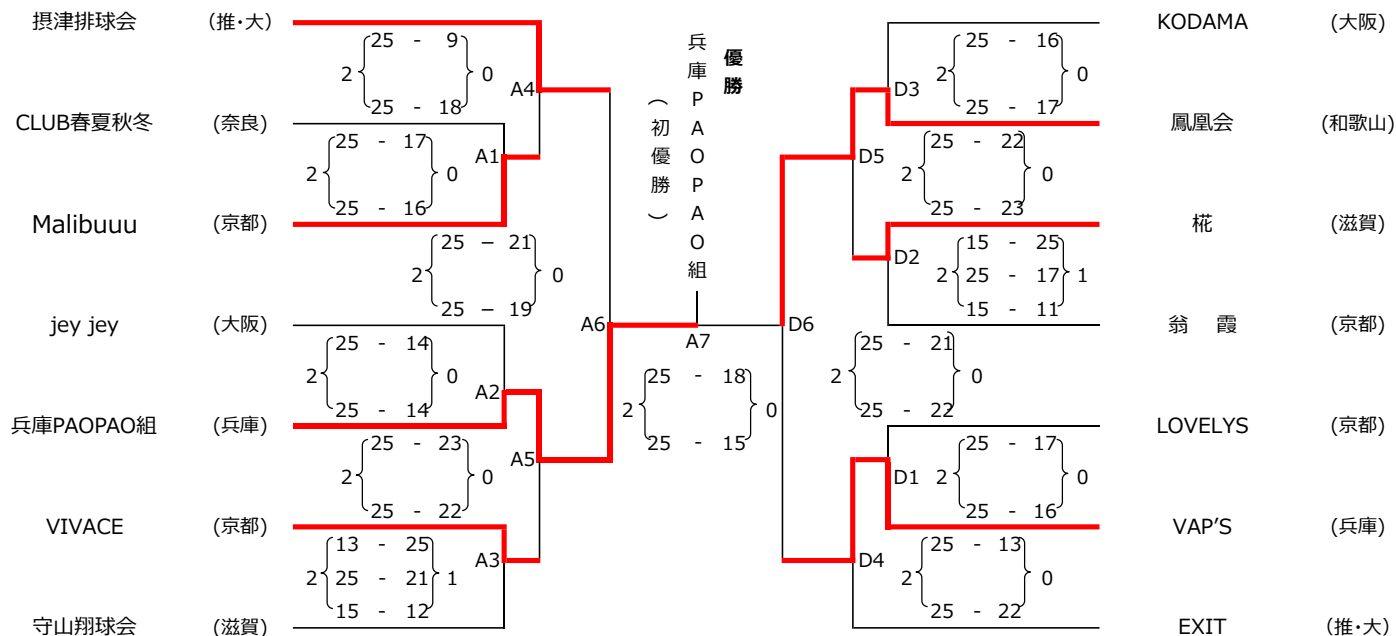 摂津排球会 (推・大)
25 - 9
2 0
25 - 18
A4
CLUB春夏秋冬 (奈良)
25 - 17
2 0
25 - 16
A1
Malibuuu (京都)
25 − 21
2 0
25 − 19
A6
jey jey (大阪)
25 - 14
2 0
25 - 14
A2
兵庫PAOPAO組 (兵庫)
25 - 23
2 0
25 - 22
A5
VIVACE (京都)
13 - 25
2 25 - 21 1
15 - 12
A3
守山翔球会 (滋賀)
優勝
兵庫PAOPAO組
(初優勝)
A7
25 - 18
2 0
25 - 15
KODAMA (大阪)
25 - 16
2 0
25 - 17
D3
鳳凰会 (和歌山)
25 - 22
2 0
25 - 23
D5
椛 (滋賀)
15 - 25
2 25 - 17 1
15 - 11
D2
翁 霞 (京都)
D6
25 - 21
2 0
25 - 22
LOVELYS (京都)
25 - 17
2 0
25 - 16
D1
VAP'S (兵庫)
25 - 13
2 0
25 - 22
D4
EXIT (推・大)